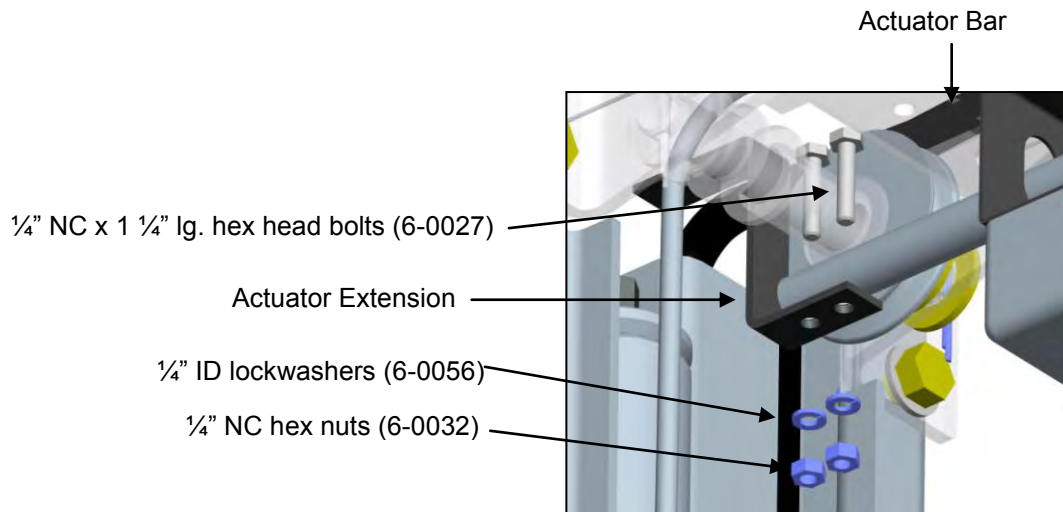 Actuator Bar
¼” NC x 1 ¼” lg. hex head bolts (6-0027)
Actuator Extension
¼” ID lockwashers (6-0056)
¼” NC hex nuts (6-0032)